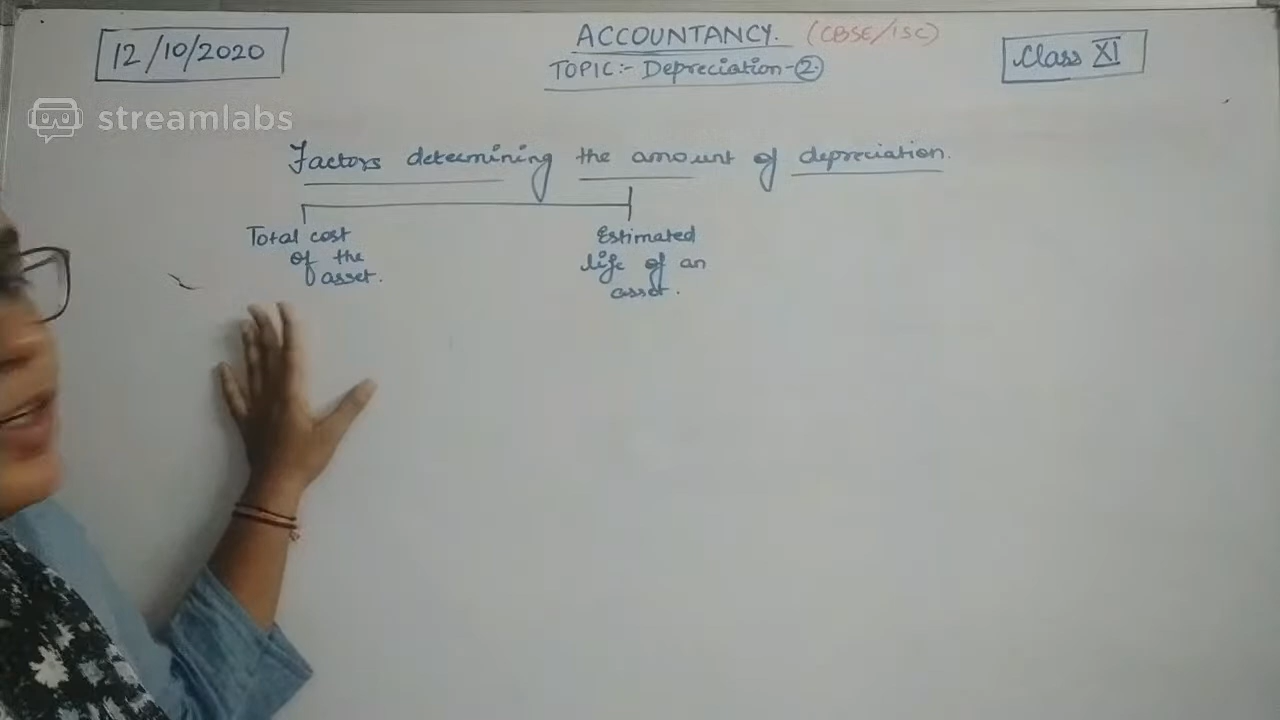 12/10/2020
ACCOUNTANCY. (CBSE/ISC)
TOPIC:- Depreciation-②
Class XI
streamlabs
Factors determining the amount of depreciation.
Total cost
of the
asset.
Estimated
life of an
asset.